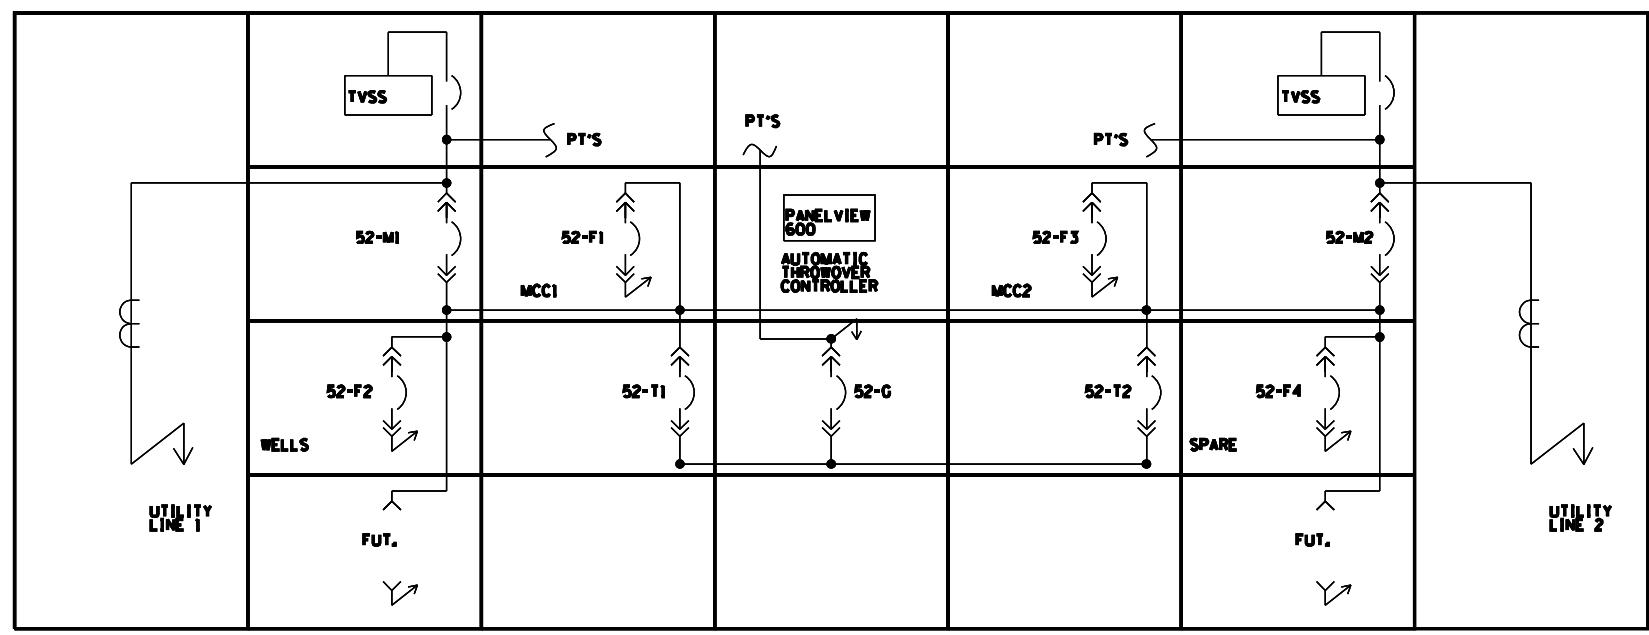 TVSS
TVSS
PT'S
PT'S
PT'S
52-M1
52-F1
PANELVIEW
600
52-F3
52-M2
AUTOMATIC
THROWOVER
CONTROLLER
MCC1
MCC2
52-F2
52-T1
52-G
52-T2
52-F4
WELLS
SPARE
UTILITY
LINE 1
UTILITY
LINE 2
FUT.
FUT.